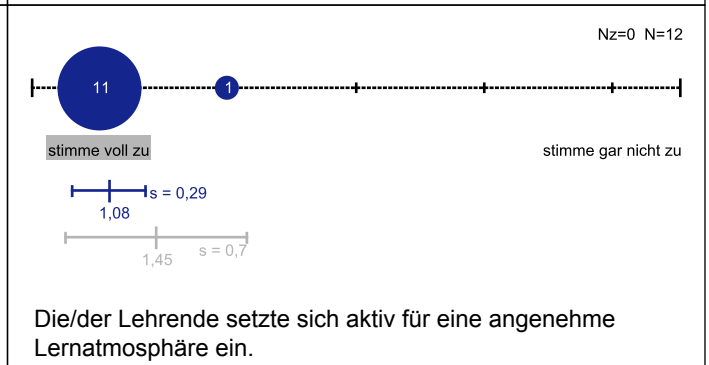 Nz=0 N=12
11
1
stimme voll zu
stimme gar nicht zu
s = 0,29
1,08
s = 0,7
1,45
Die/der Lehrende setzte sich aktiv für eine angenehme
Lernatmosphäre ein.